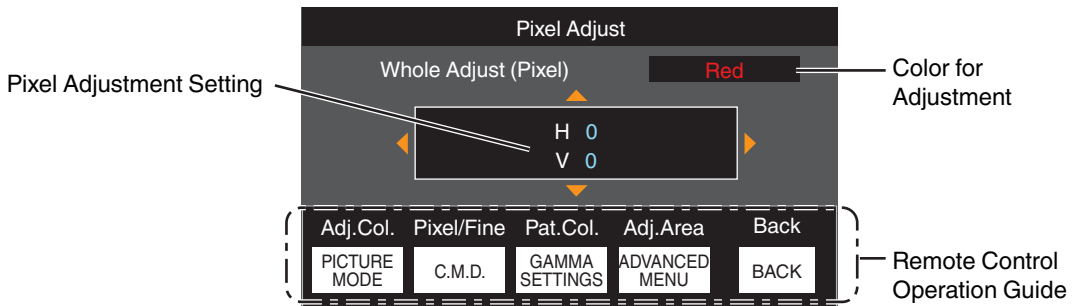 Pixel Adjust
Whole Adjust (Pixel)
Red
Pixel Adjustment Setting
Color for
Adjustment
H 0
V 0
Adj.Col.
Pixel/Fine
Pat.Col.
Adj.Area
Back
PICTURE
MODE
C.M.D.
GAMMA
SETTINGS
ADVANCED
MENU
BACK
Remote Control
Operation Guide